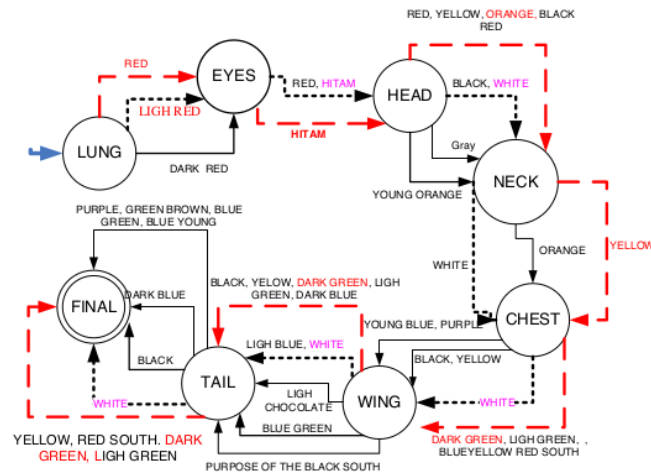 RED, YELLOW, ORANGE, BLACK
RED
RED
EYES
RED, HITAM
HEAD
BLACK, WHITE
LIGH RED
HITAM
LUNG
DARK RED
Gray
NECK
YOUNG ORANGE
PURPLE, GREEN BROWN, BLUE
GREEN, BLUE YOUNG
ORANGE
YELLOW
WHITE
BLACK, YELOW, DARK GREEN, LIGH
GREEN, DARK BLUE
FINAL
DARK BLUE
CHEST
YOUNG BLUE, PURPLE
LIGH BLUE, WHITE
BLACK, YELLOW
BLACK
TAIL
WING
WHITE
LIGH
CHOCOLATE
WHITE
BLUE GREEN
YELLOW, RED SOUTH. DARK
GREEN, LIGH GREEN
DARK GREEN, LIGH GREEN, ,
BLUEYELLOW RED SOUTH
PURPOSE OF THE BLACK SOUTH